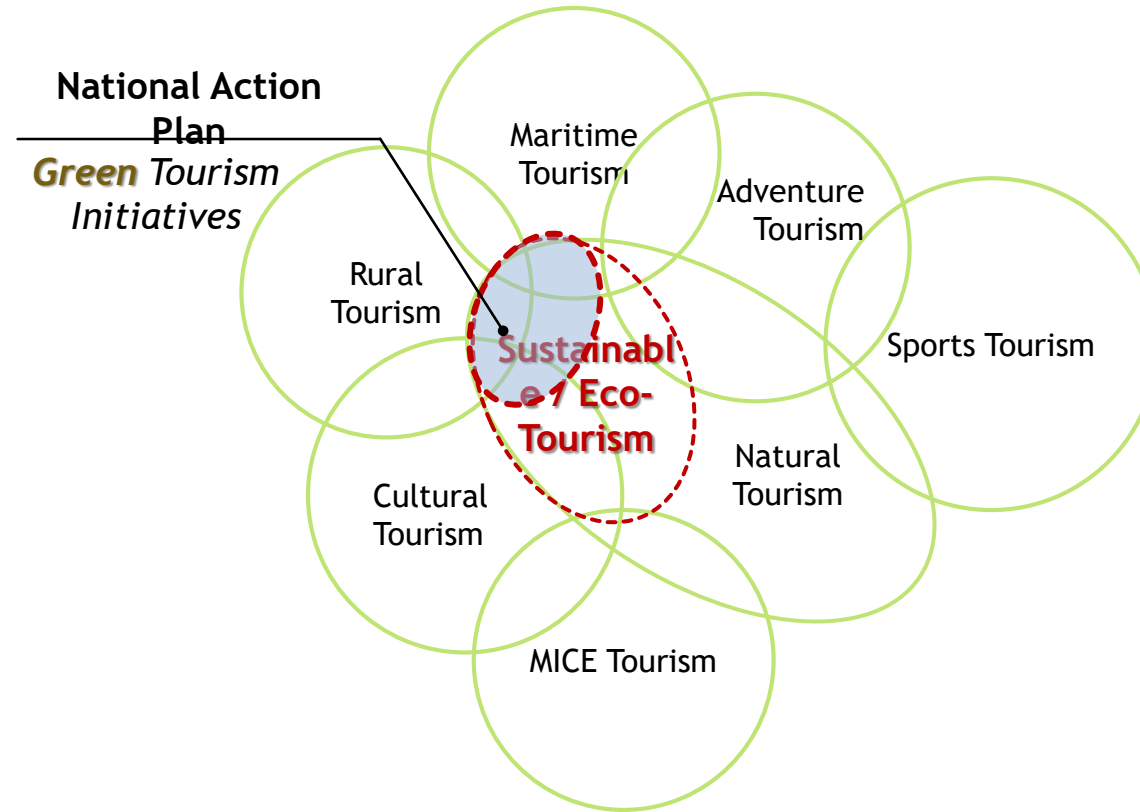 National Action
Plan
Green Tourism
Initiatives
Maritime
Tourism
Adventure
Tourism
Rural
Tourism
Sports Tourism
Sustainabl
e / Eco-
Tourism
Natural
Tourism
Cultural
Tourism
MICE Tourism